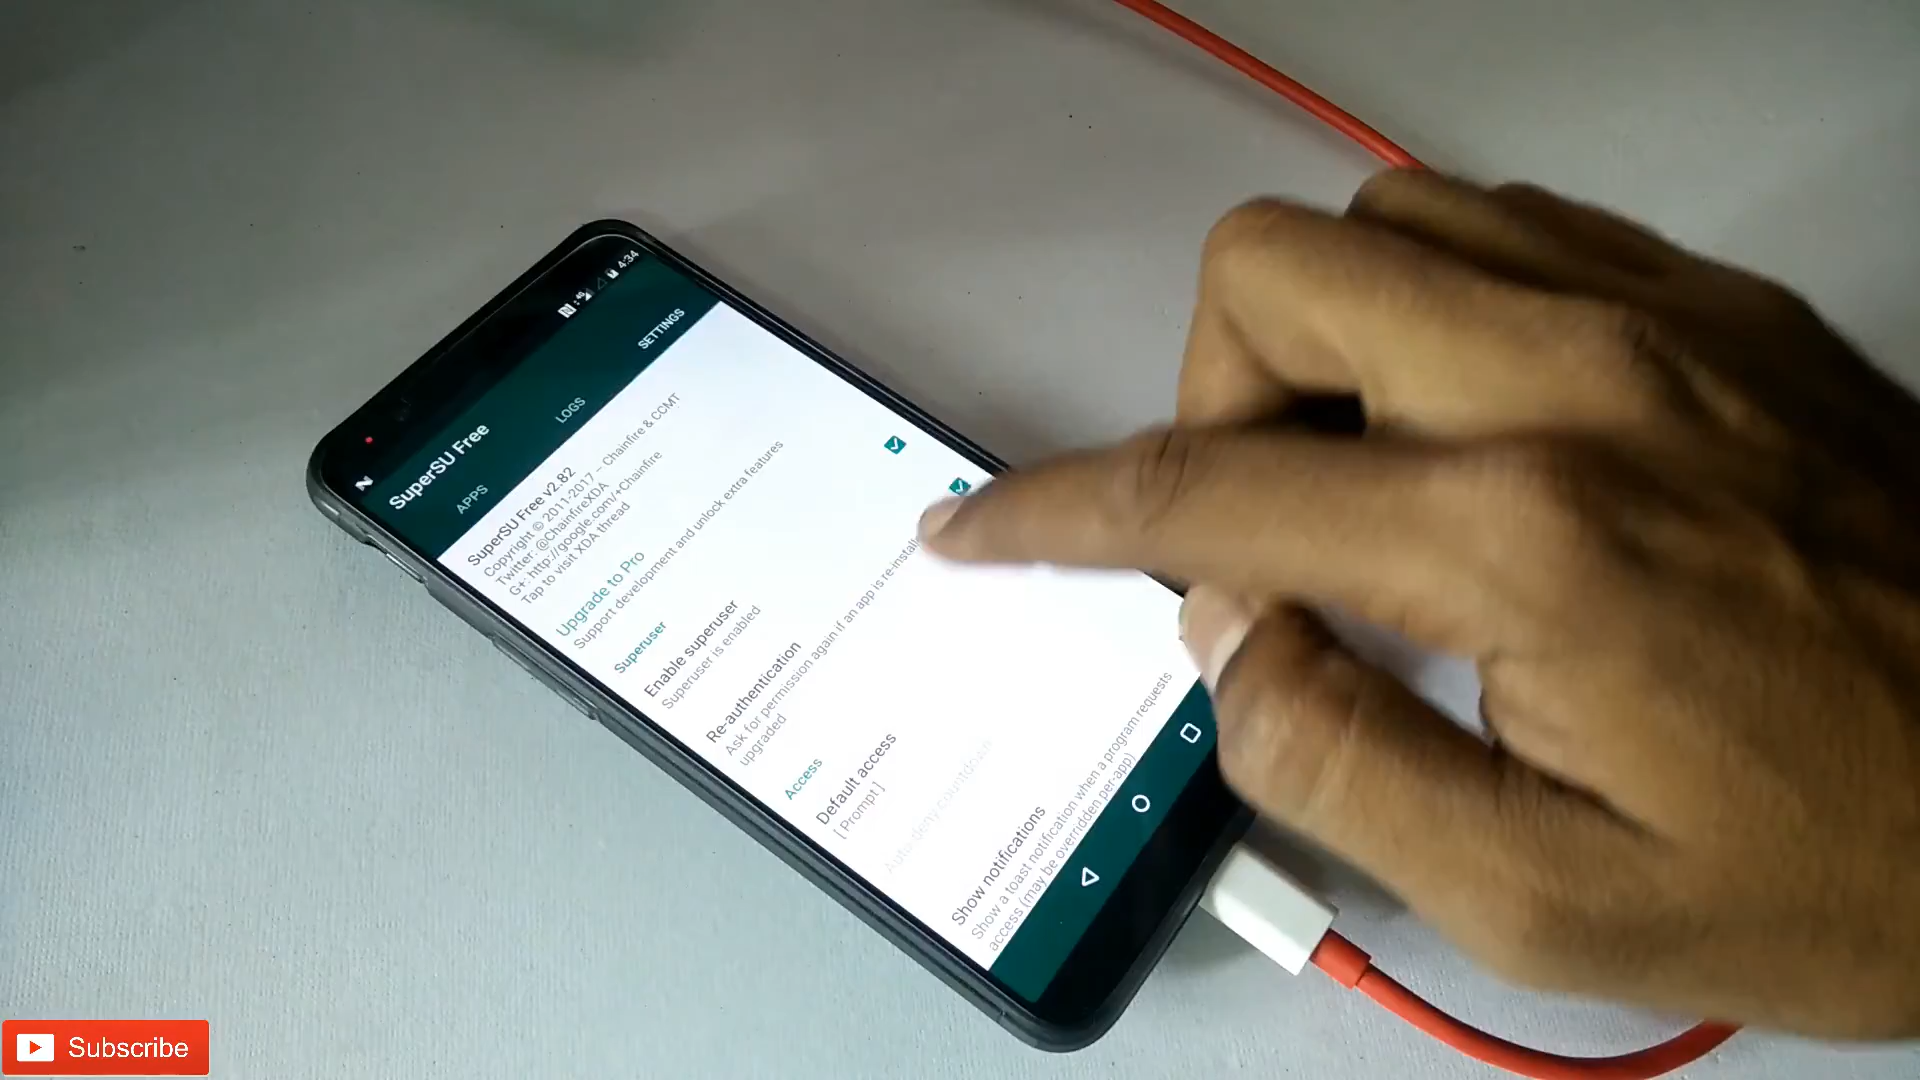 4:34
SuperSU Free
APPS
LOGS
SETTINGS
SuperSU Free v2.82
Copyright © 2011-2017 – Chainfire & CCMT
Twitter: @ChainfireXDA
G+: http://google.com/+Chainfire
Tap to visit XDA thread
Upgrade to Pro
Support development and unlock extra features
Superuser
Enable superuser
Superuser is enabled
Re-authentication
Ask for permission again if an app is
upgraded
Access
Default access
[ Prompt ]
Auto deny countdown
Show notifications
Show a toast notification when a program requests
access (may be overridden per-app)
Subscribe